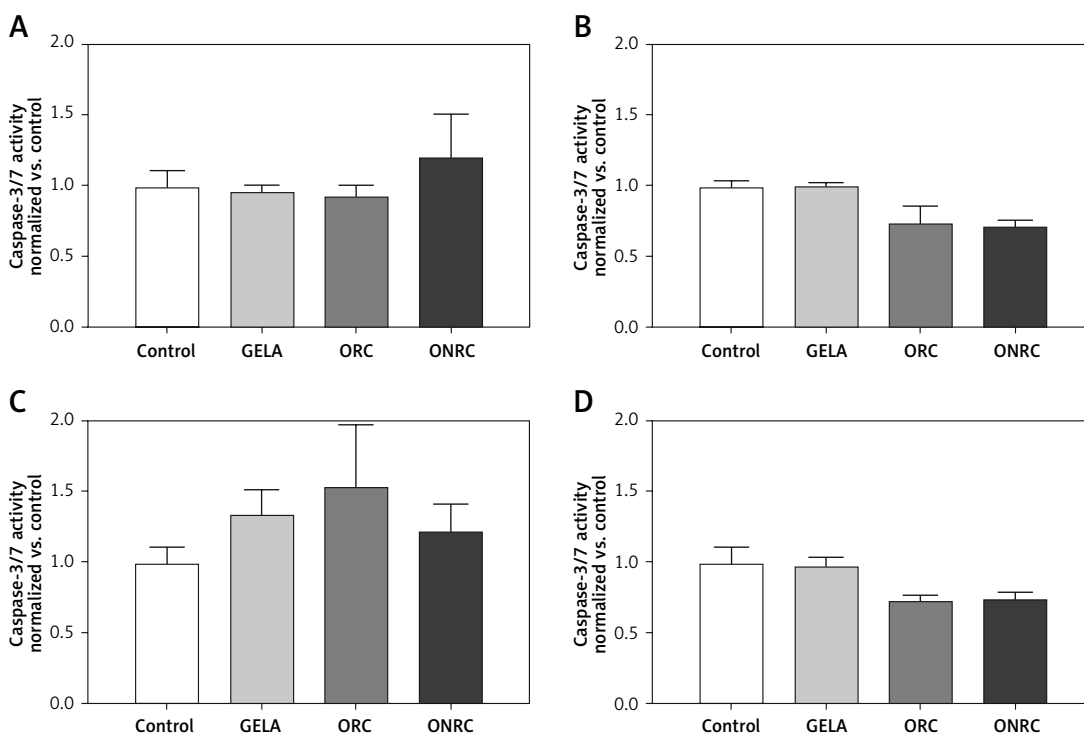 A
Caspase-3/7 activity
normalized vs. control
2.0
1.5
1.0
0.5
0.0
Control GELA ORC ONRC
B
Caspase-3/7 activity
normalized vs. control
2.0
1.5
1.0
0.5
0.0
Control GELA ORC ONRC
C
Caspase-3/7 activity
normalized vs. control
2.0
1.5
1.0
0.5
0.0
Control GELA ORC ONRC
D
Caspase-3/7 activity
normalized vs. control
2.0
1.5
1.0
0.5
0.0
Control GELA ORC ONRC